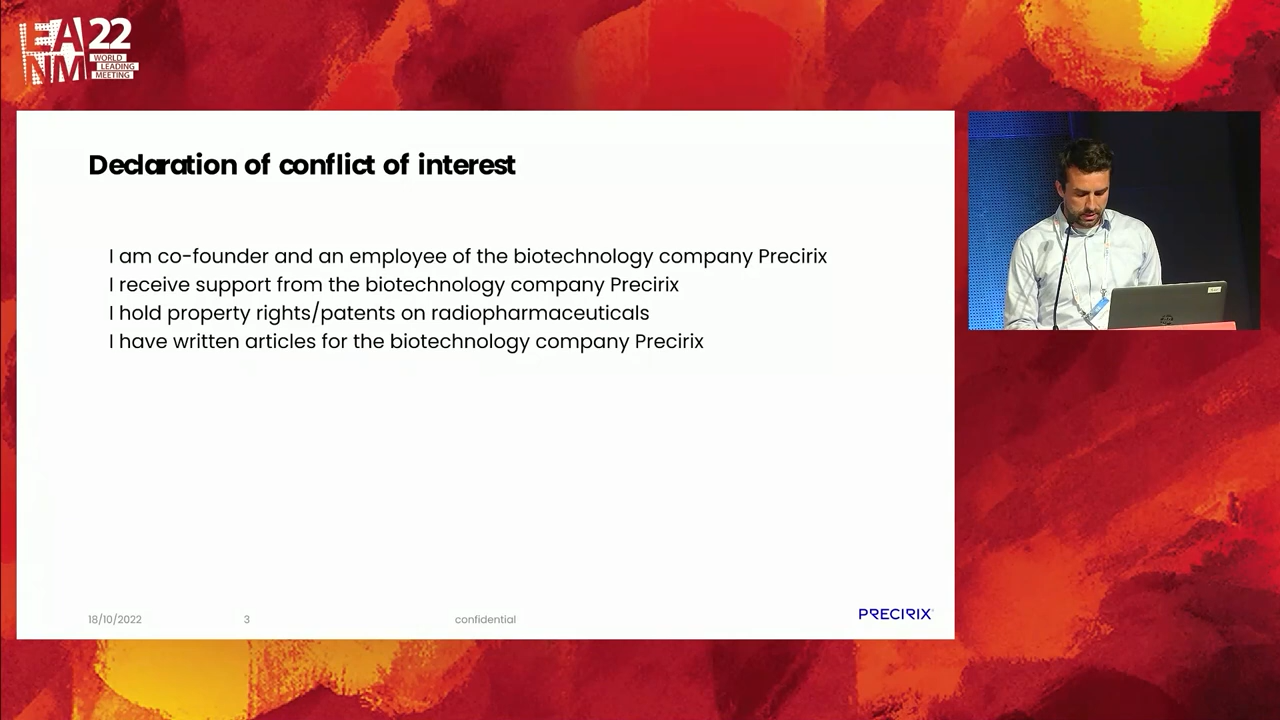 EA 22
NM WORLD
LEADING
MEETING
Declaration of conflict of interest
I am co-founder and an employee of the biotechnology company Precirix
I receive support from the biotechnology company Precirix
I hold property rights/patents on radiopharmaceuticals
I have written articles for the biotechnology company Precirix
18/10/2022 3 confidential PRECIRIX